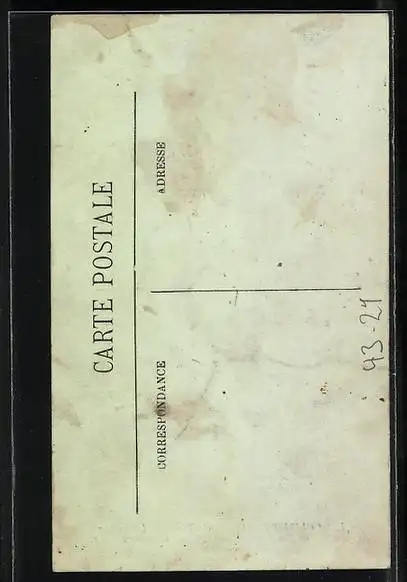 CARTE POSTALE
CORRESPONDANCE
ADRESSE
93-21